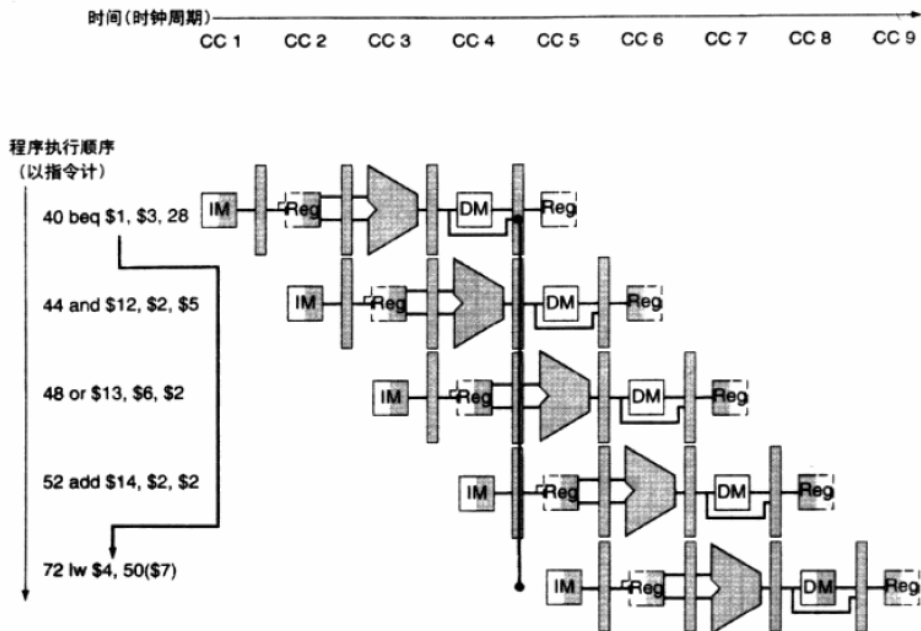 时间(时钟周期)
CC 1 CC 2 CC 3 CC 4 CC 5 CC 6 CC 7 CC 8 CC 9
程序执行顺序
(以指令计)
40 beq $1, $3, 28
IM Reg DM Reg
44 and $12, $2, $5
IM Reg DM Reg
48 or $13, $6, $2
IM Reg DM Reg
52 add $14, $2, $2
IM Reg DM Reg
72 lw $4, 50($7)
IM Reg DM Reg